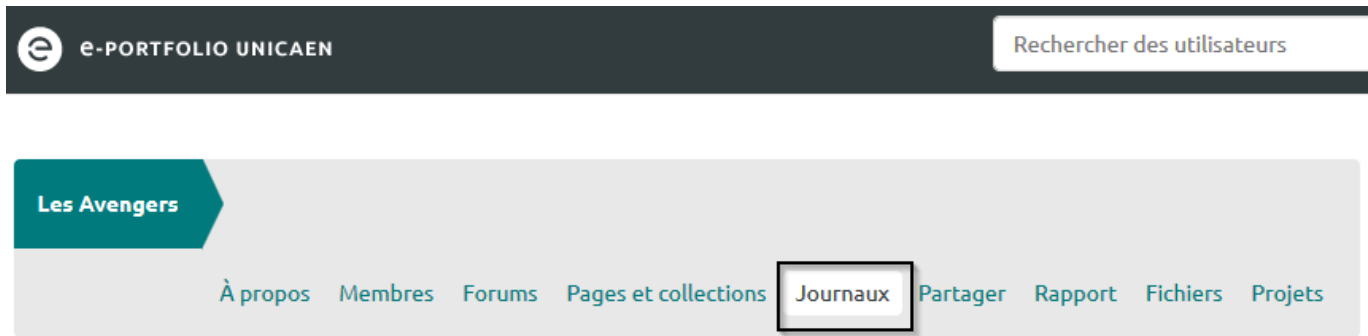 e e-PORTFOLIO UNICAEN Rechercher des utilisateurs
Les Avengers
À propos Membres Forums Pages et collections Journaux Partager Rapport Fichiers Projets